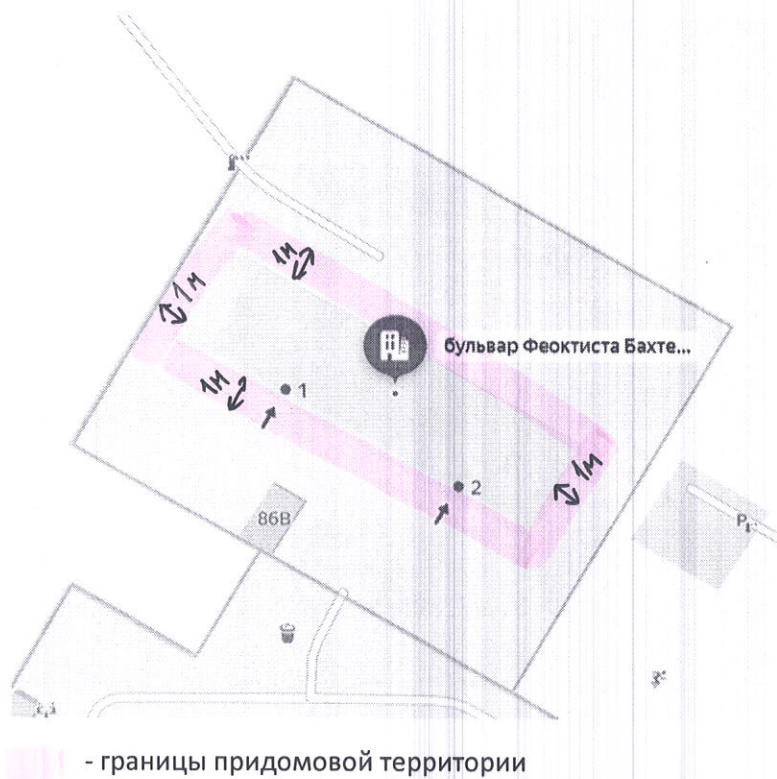 1м
1м
бульвар Феоктиста Бахте...
1м
1
1м
2
86В
P
- границы придомовой территории